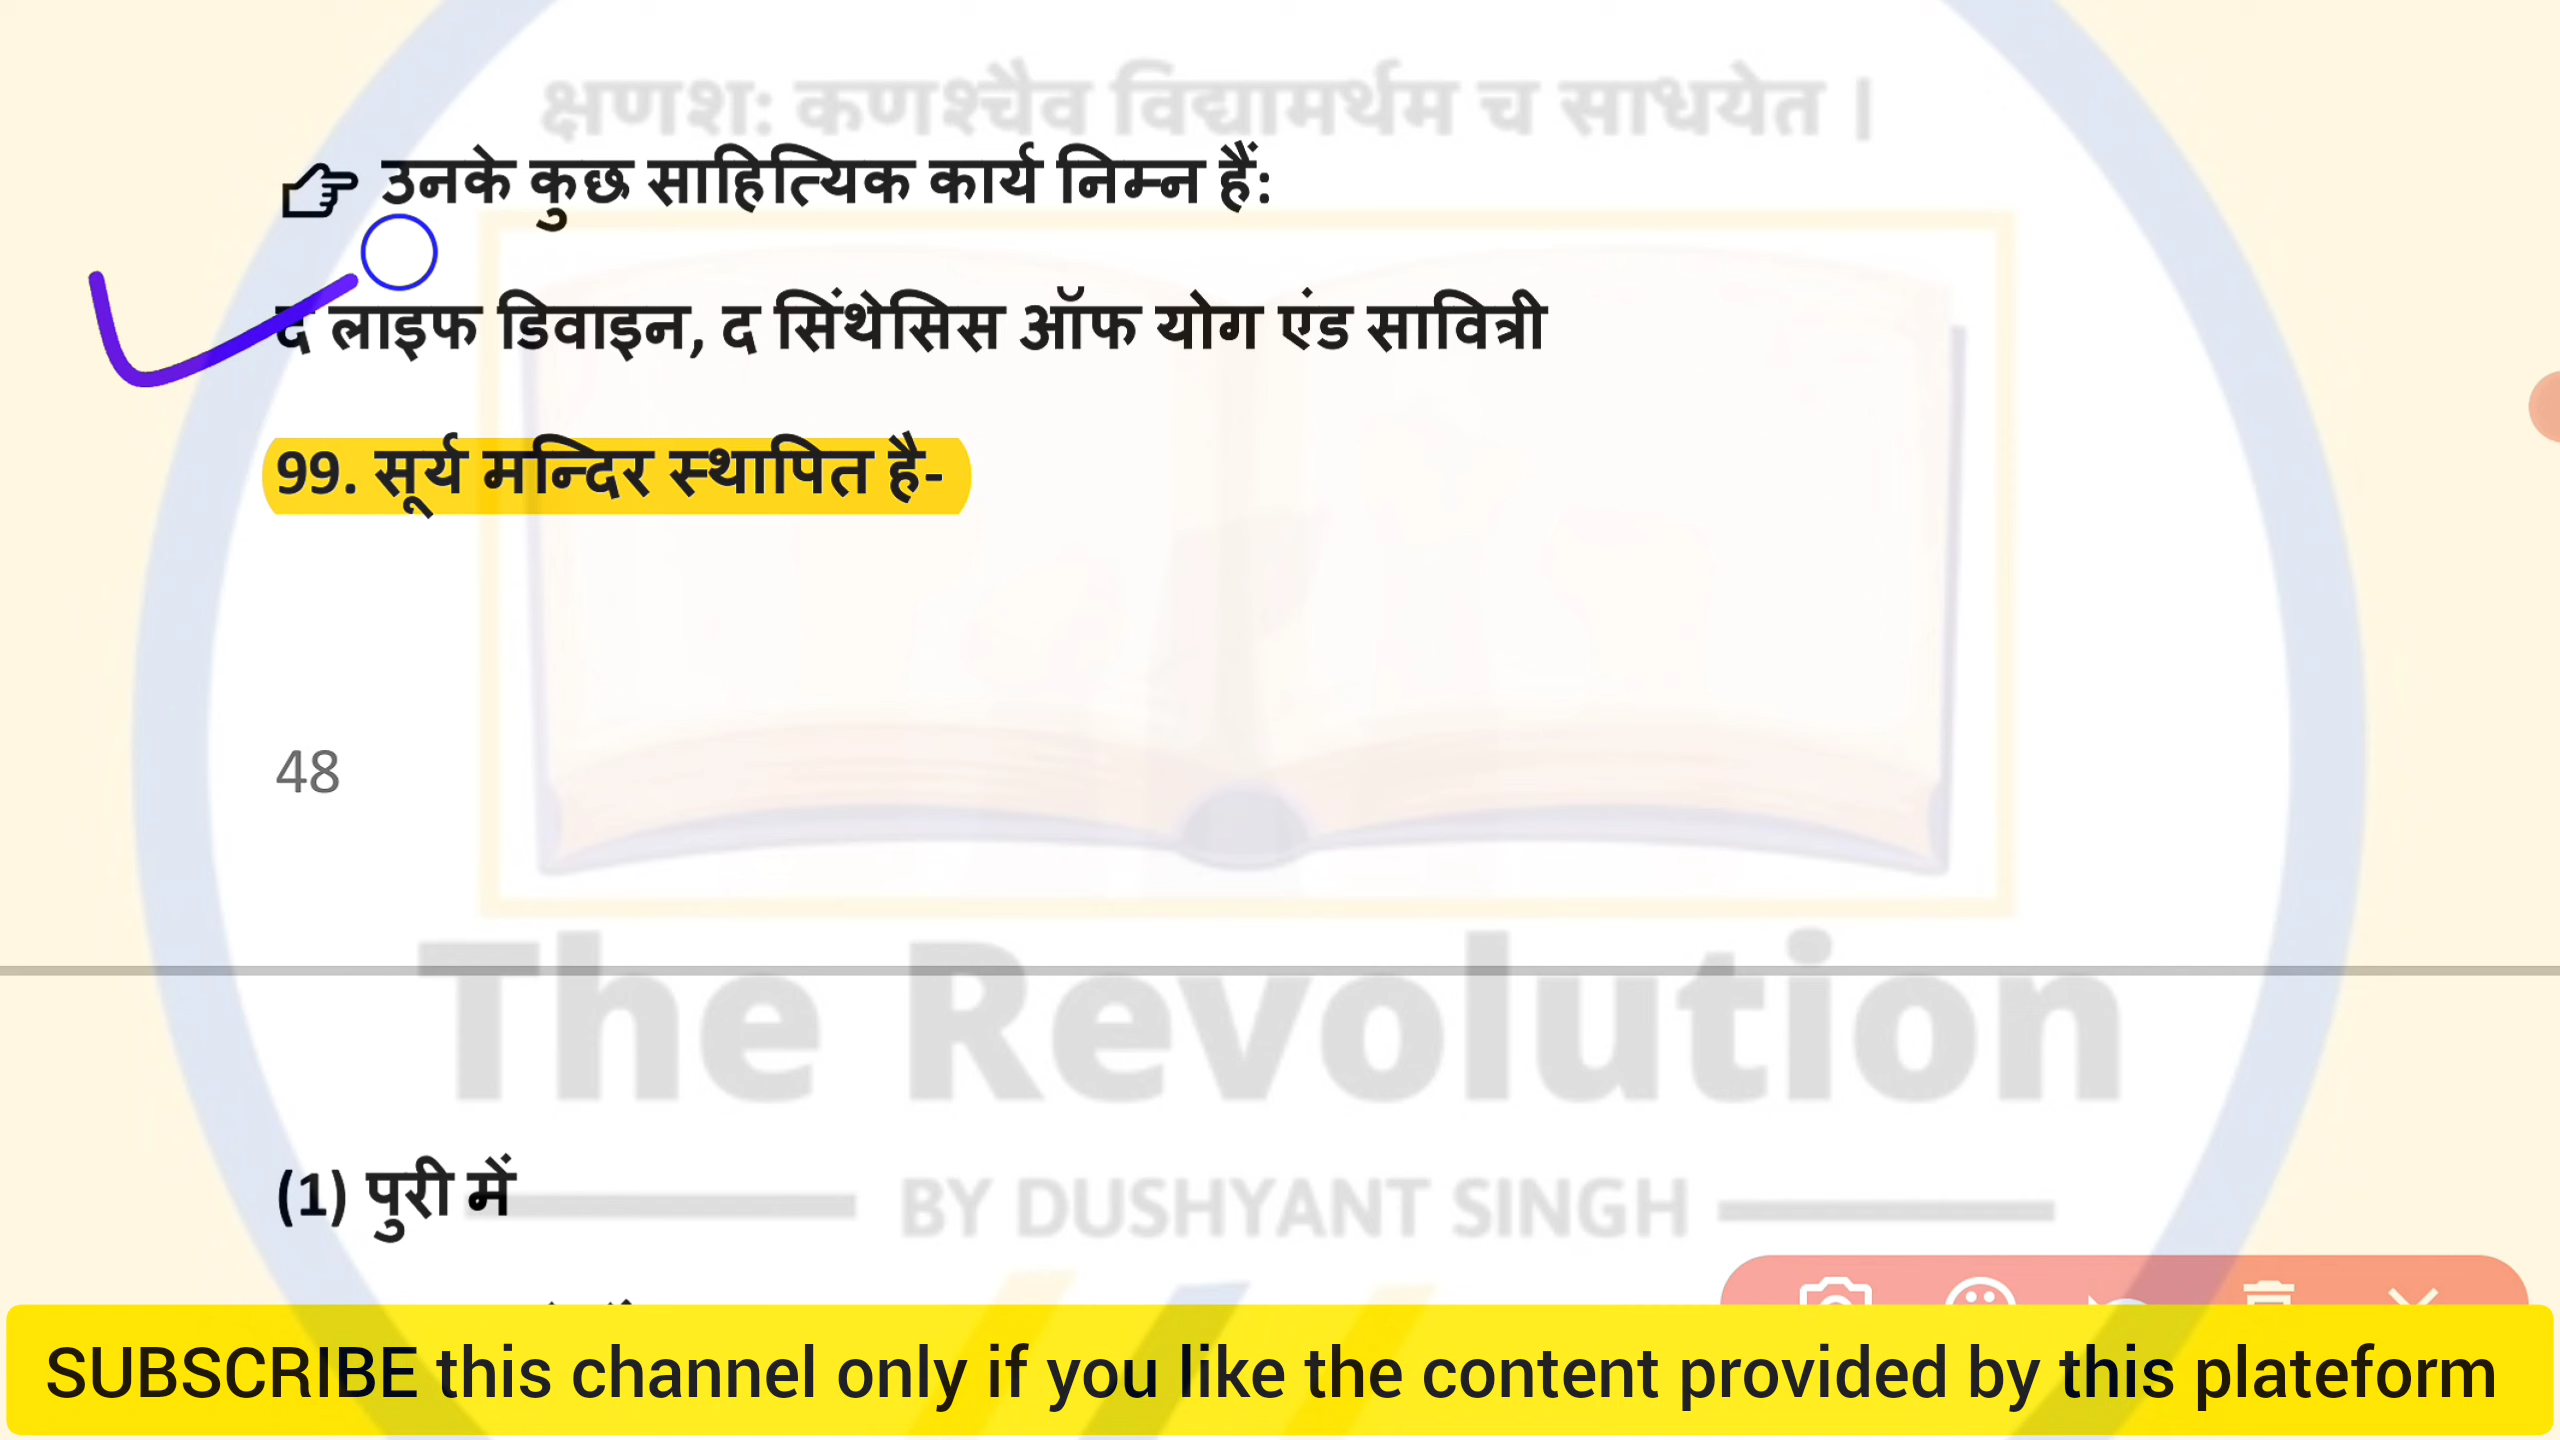 क्षणश: कणश्चैव विद्यामर्थम च साधयेत ।
उनके कुछ साहित्यिक कार्य निम्न हैं:
द लाइफ डिवाइन, द सिंथेसिस ऑफ योग एंड सावित्री
99. सूर्य मन्दिर स्थापित है-
48
The Revolution
(1) पुरी में
BY DUSHYANT SINGH
SUBSCRIBE this channel only if you like the content provided by this plateform